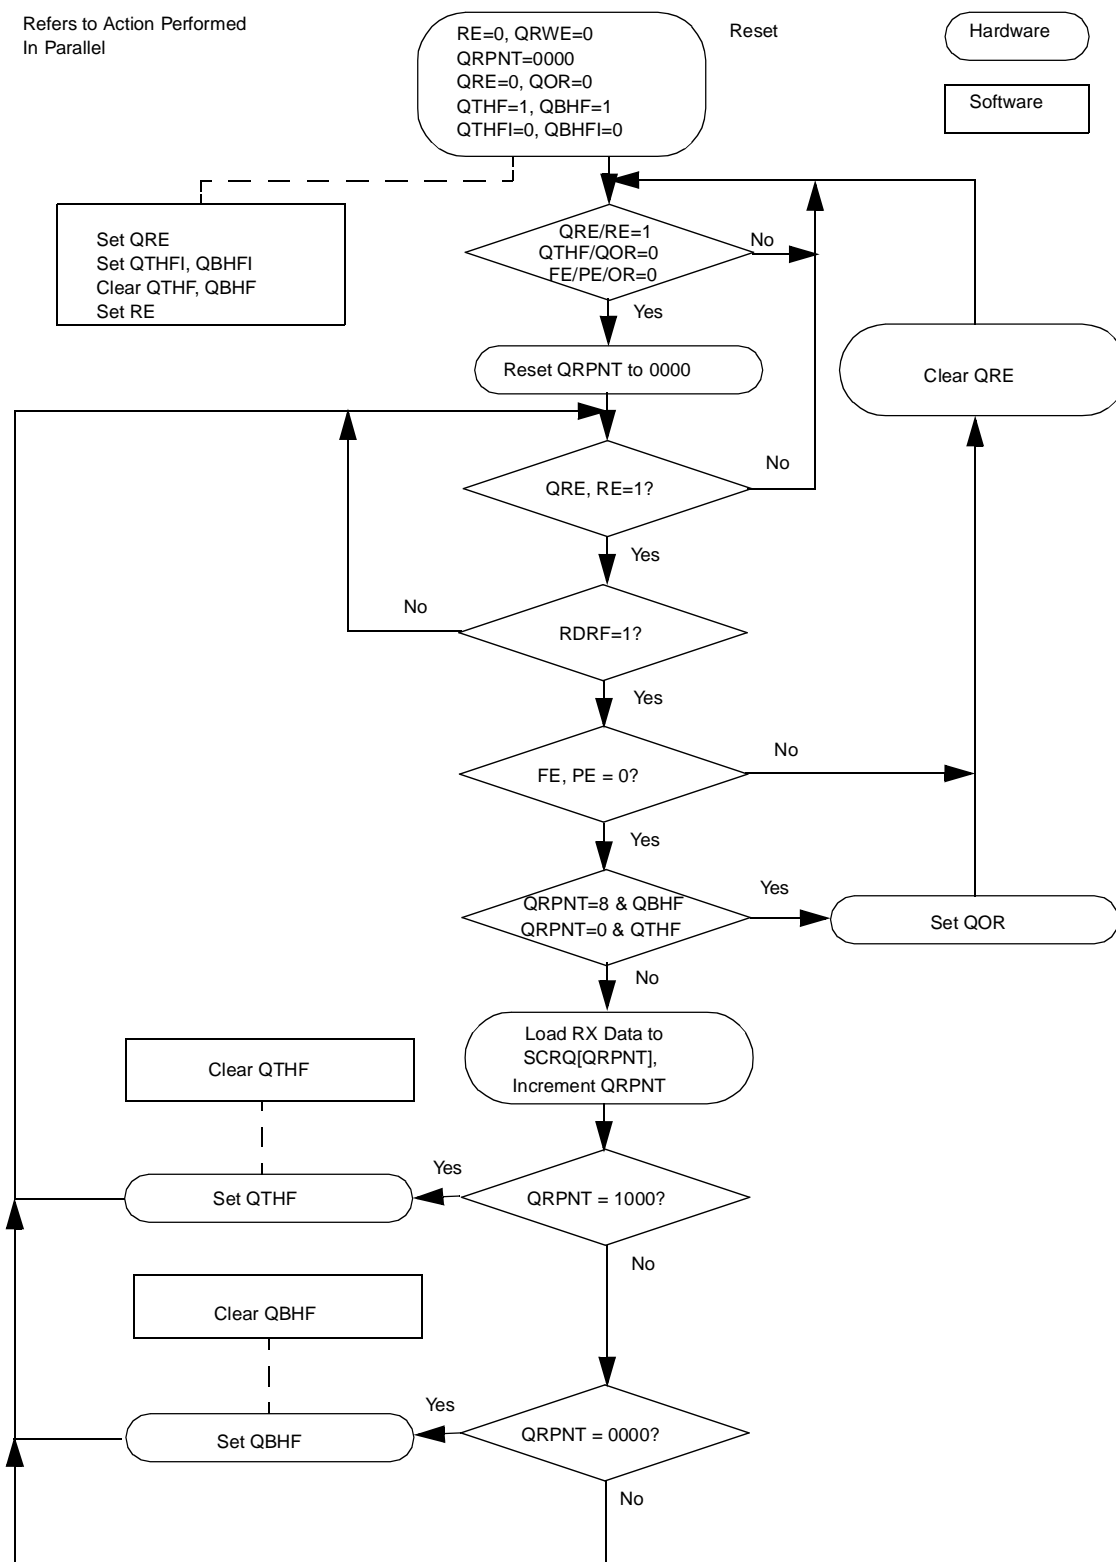 Refers to Action Performed
In Parallel
RE=0, QRWE=0
QRPNT=0000
QRE=0, QOR=0
QTHF=1, QBHF=1
QTHFI=0, QBHFI=0
Reset
Hardware
Software
Set QRE
Set QTHFI, QBHFI
Clear QTHF, QBHF
Set RE
QRE/RE=1
QTHF/QOR=0
FE/PE/OR=0
No
Yes
Reset QRPNT to 0000
Clear QRE
QRE, RE=1?
No
Yes
No
RDRF=1?
Yes
FE, PE = 0?
No
Yes
QRPNT=8 & QBHF
QRPNT=0 & QTHF
Yes
Set QOR
No
Load RX Data to
SCRQ[QRPNT],
Increment QRPNT
Clear QTHF
Set QTHF
Yes
QRPNT = 1000?
No
Clear QBHF
Set QBHF
Yes
QRPNT = 0000?
No